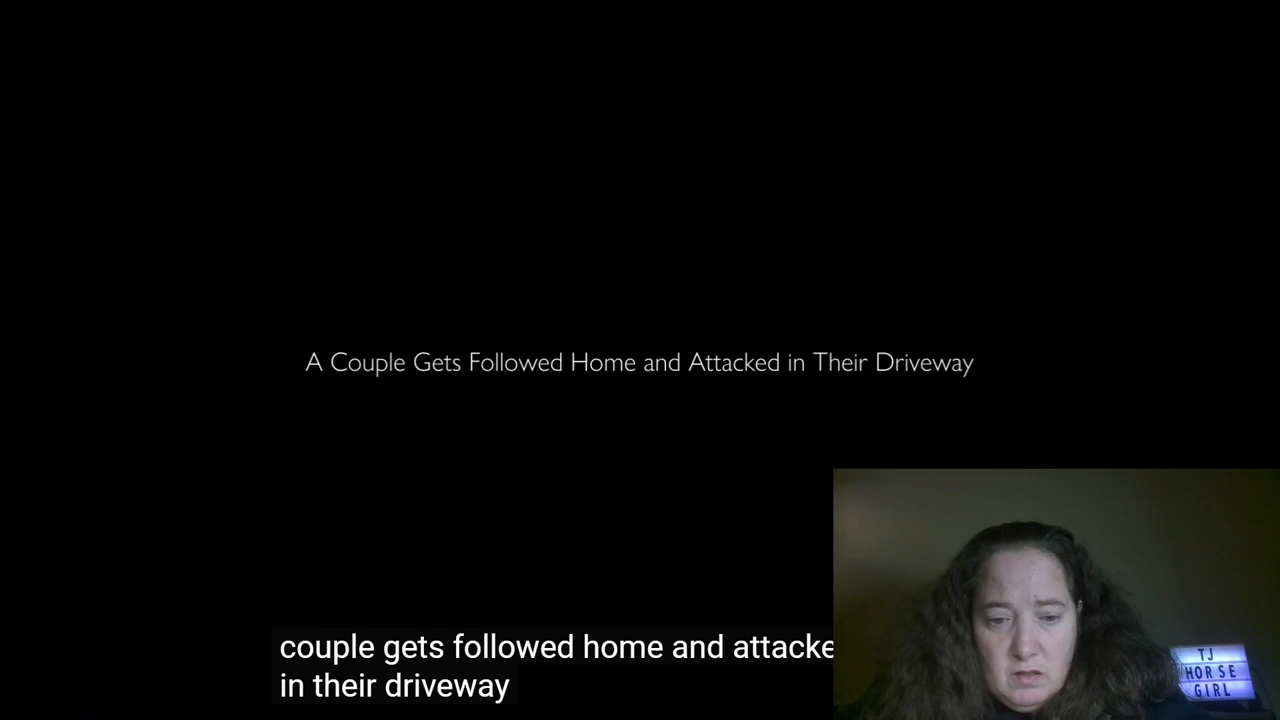 A Couple Gets Followed Home and Attacked in Their Driveway
couple gets followed home and attacke
in their driveway
TJ
HORSE
GIRL